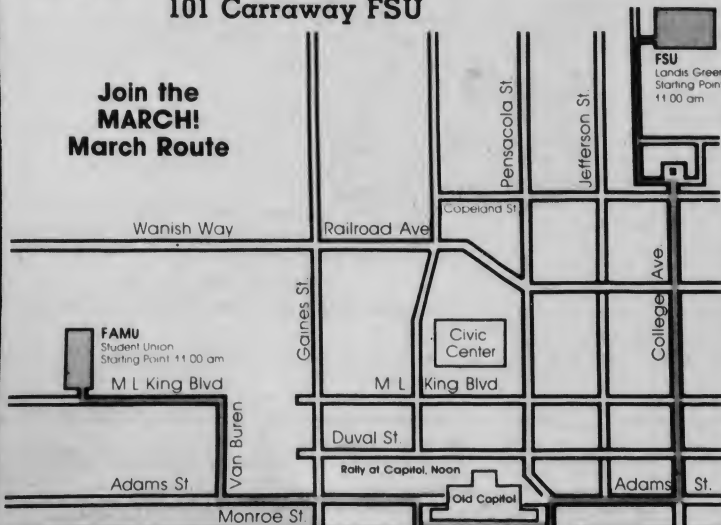 101 Carraway FSU
Join the
MARCH!
March Route
FSU
Landis Green
Starting Point
11:00 am
Pensacola St.
Jefferson St.
Copeland St
Wanish Way
Railroad Ave
Gaines St.
College Ave.
Civic
Center
FAMU
Student Union
Starting Point 11:00 am
M L King Blvd
M L King Blvd
Van Buren
Duval St.
Rally at Capitol, Noon
Adams St.
Old Capitol
Adams St.
Monroe St.